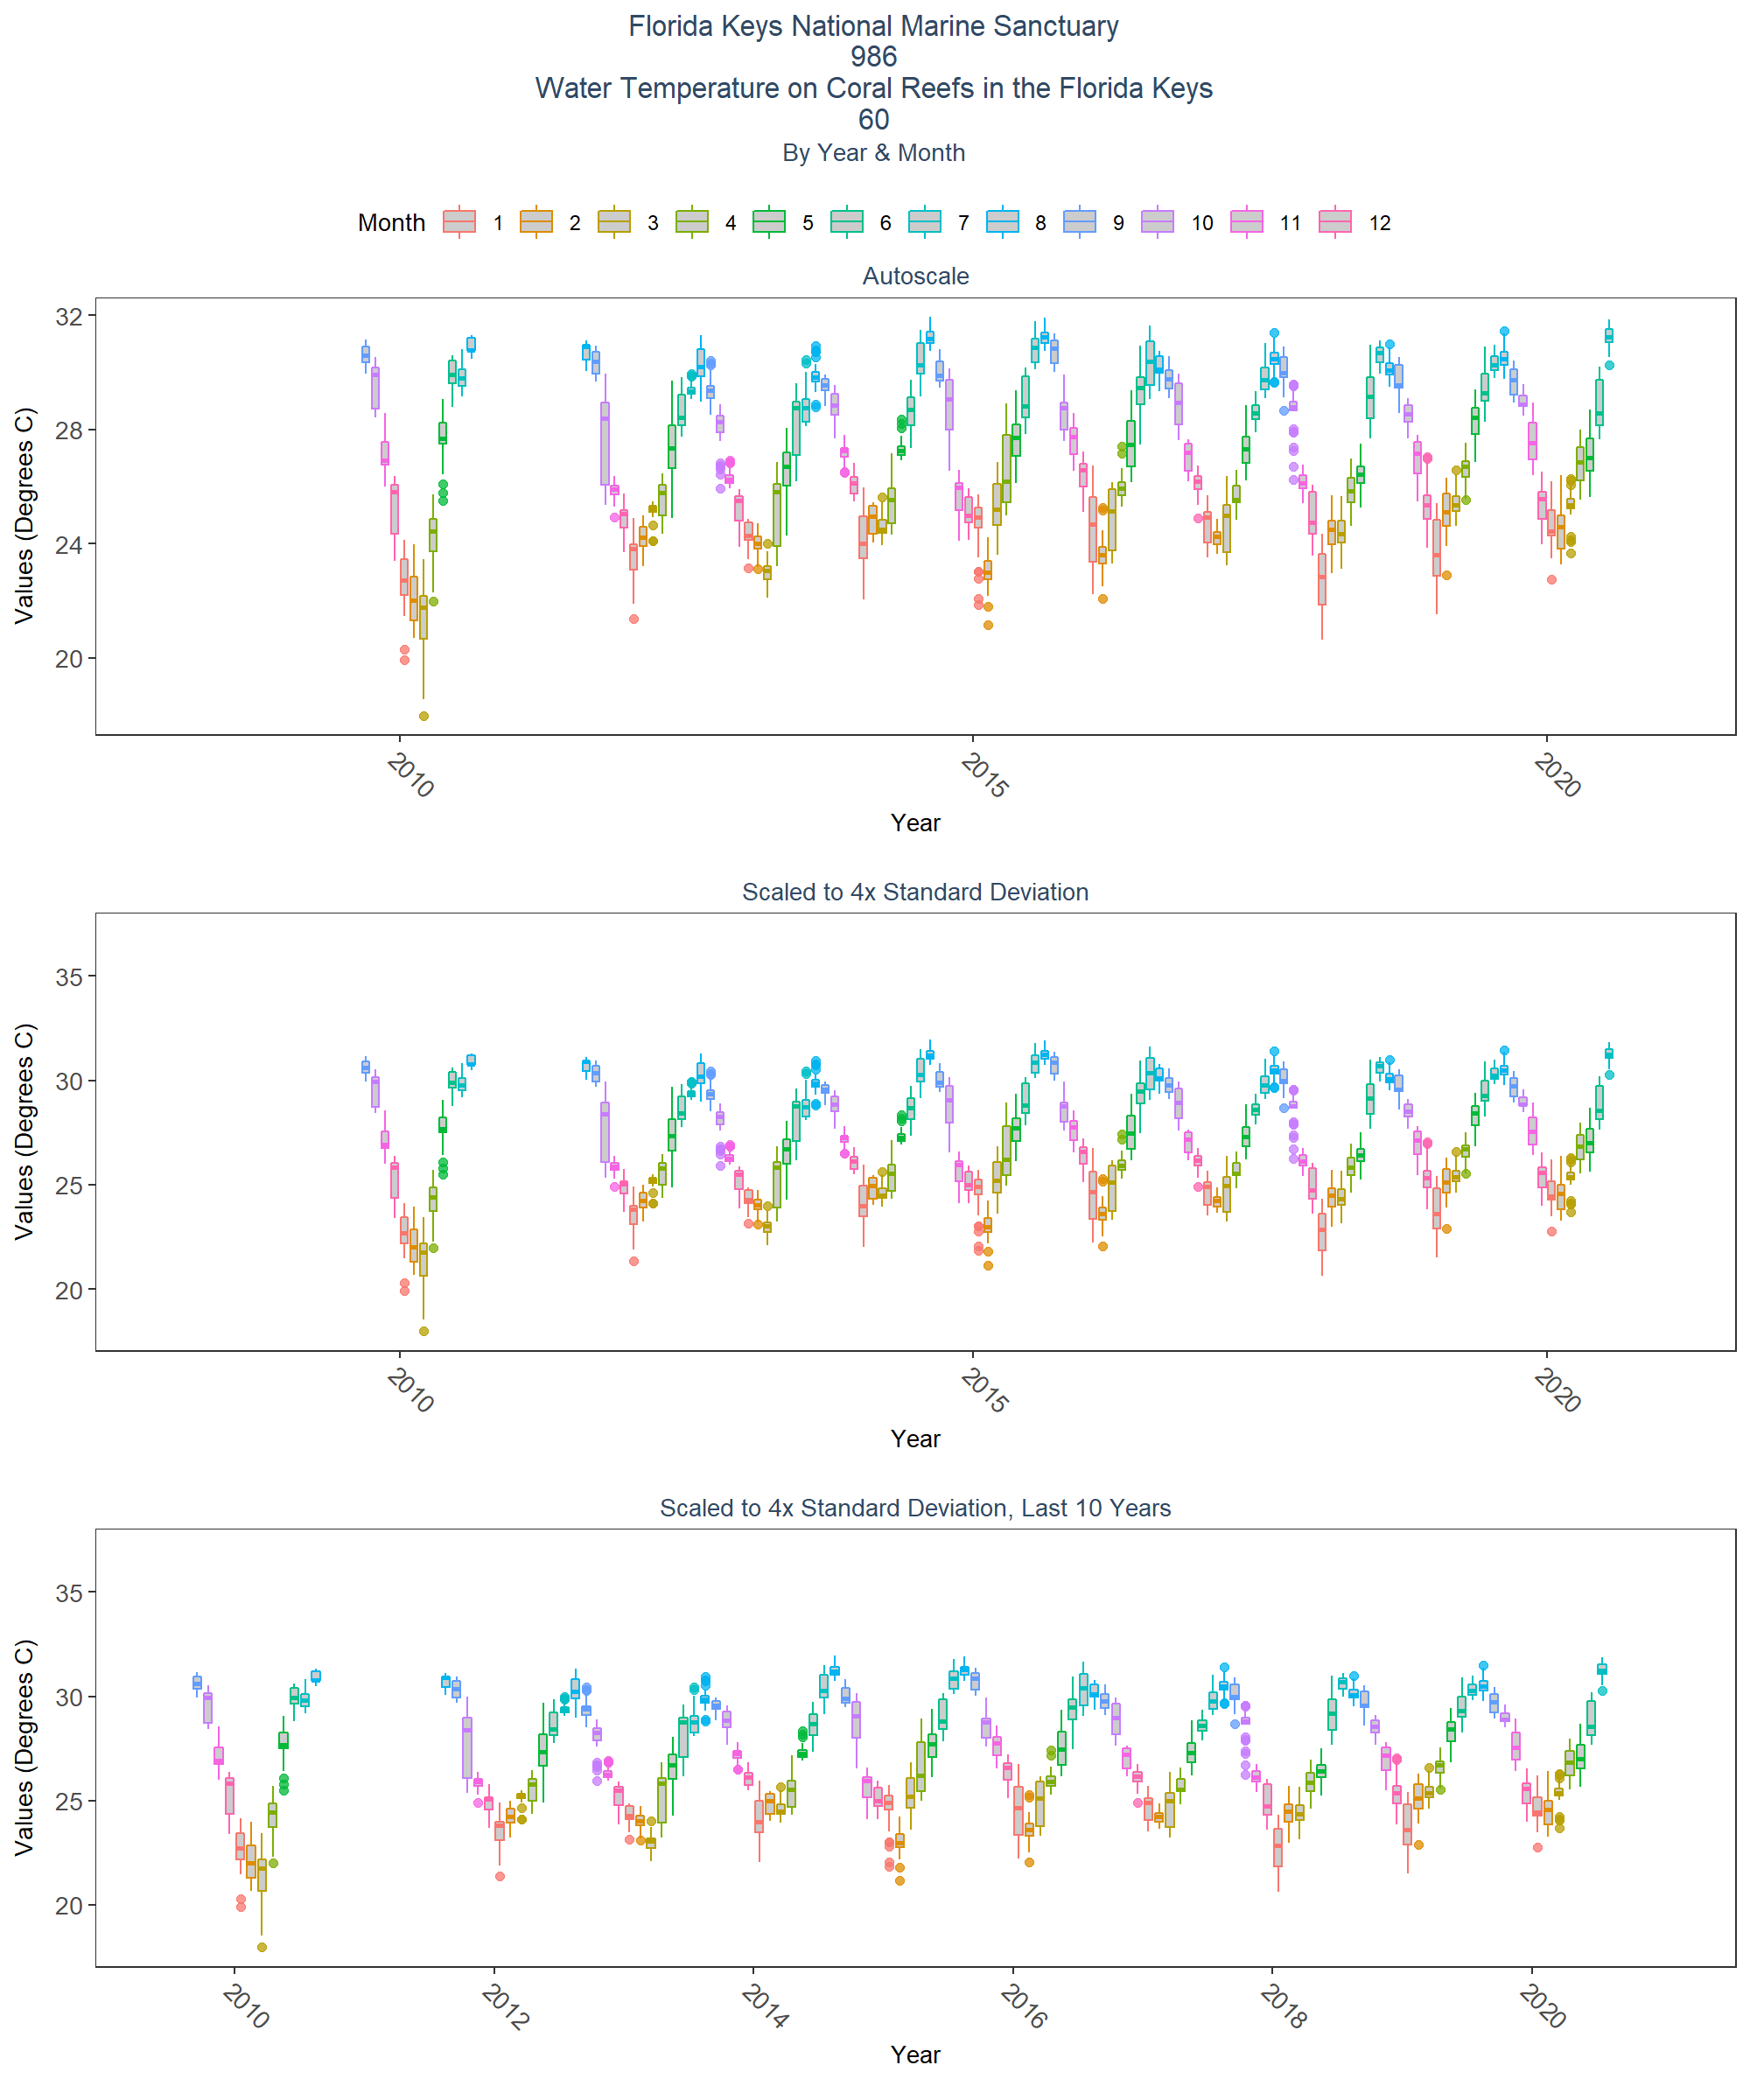 Florida Keys National Marine Sanctuary
986
Water Temperature on Coral Reefs in the Florida Keys
60
By Year & Month
Month 1 2 3 4 5 6 7 8 9 10 11 12
Autoscale
Values (Degrees C)
32
28
24
20
2010 2015 2020
Year
Scaled to 4x Standard Deviation
Values (Degrees C)
35
30
25
20
2010 2015 2020
Year
Scaled to 4x Standard Deviation, Last 10 Years
Values (Degrees C)
35
30
25
20
2010 2012 2014 2016 2018 2020
Year